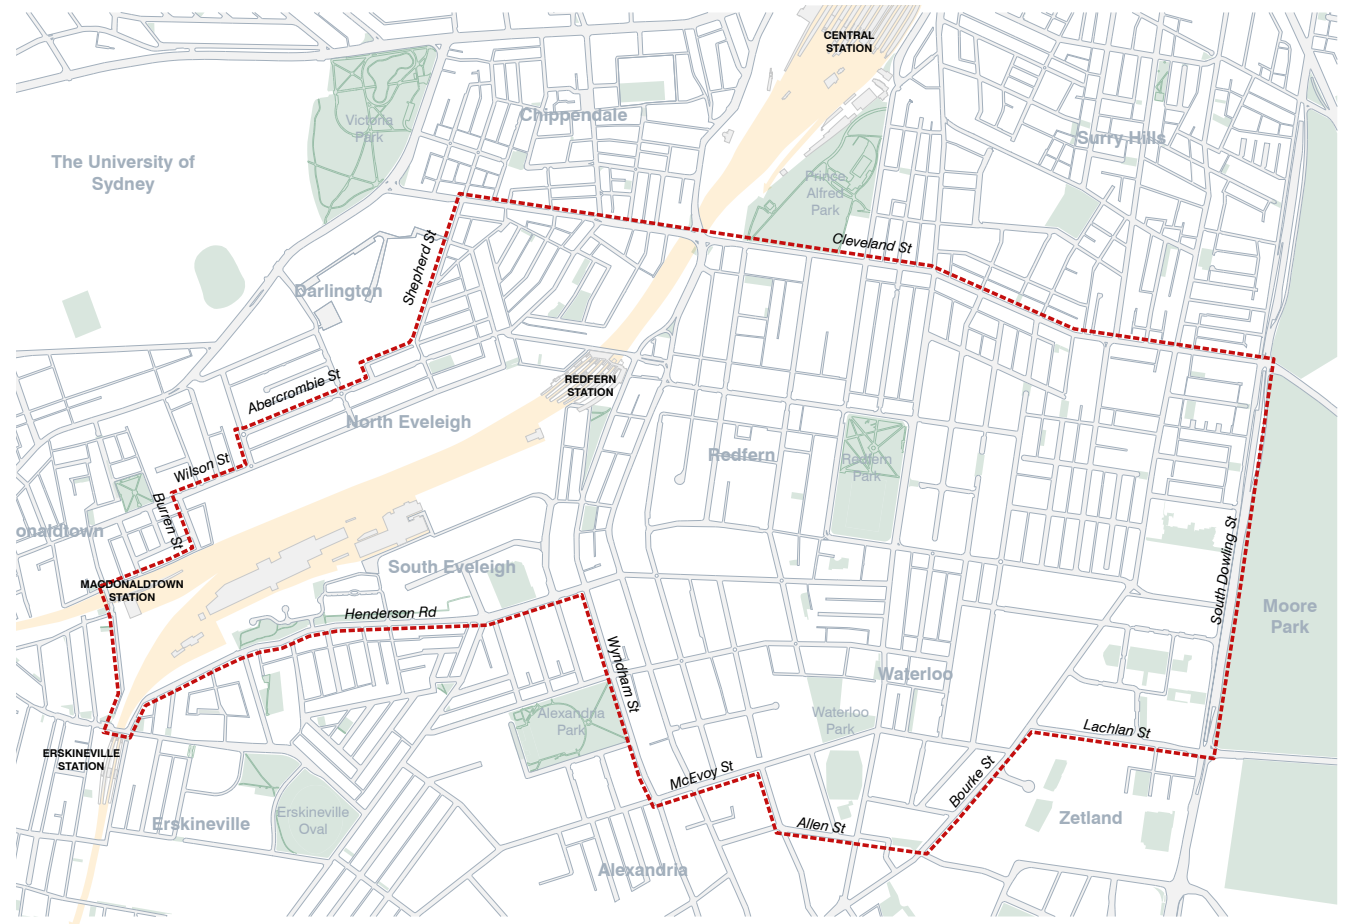 CENTRAL
STATION
Chippendale
Victoria
Park
Surry Hills
The University of
Sydney
Prince
Alfred
Park
Cleveland St
Shepherd St
Darlington
Abercrombie St
REDFERN
STATION
North Eveleigh
Redfern
Redfern
Park
Wilson St
Burren St
onaldtown
South Dowling St
MACDONALDTOWN
STATION
South Eveleigh
Henderson Rd
Moore
Park
Wyndham St
Waterloo
Alexandria
Park
Waterloo
Park
Lachlan St
ERSKINEVILLE
STATION
McEvoy St
Bourke St
Erskineville
Erskineville
Oval
Allen St
Zetland
Alexandria